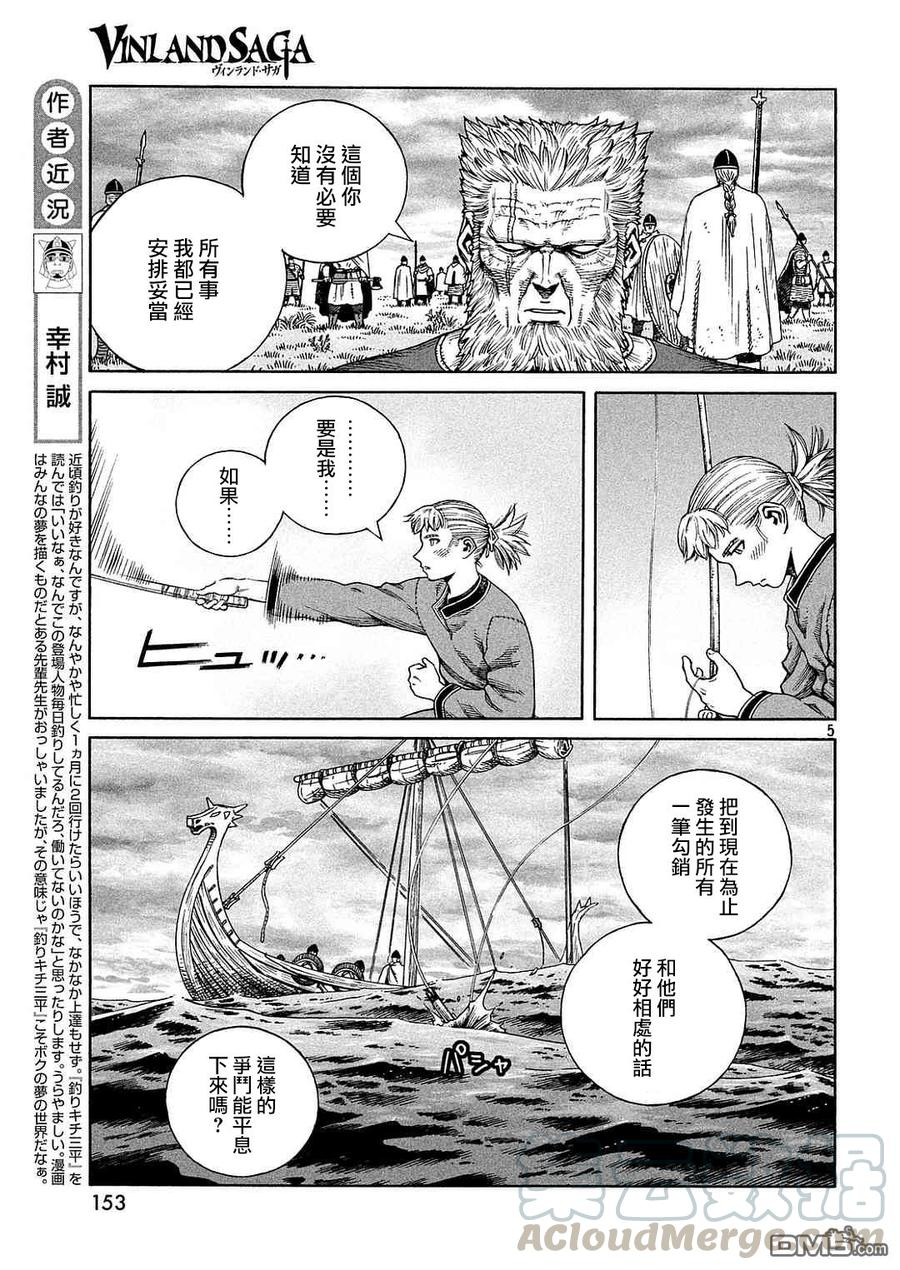 VINLAND SAGA
ヴィンランド・サガ
作者近況
幸村誠
近頃釣りが好きなんですが、なんやかや忙しく1ヵ月に2回行けたらいいほうで、なかなか上達もせず。『釣りキチ三平』を
読んでは「いいなぁ、なんでこの登場人物毎日釣りしてるんだろ、働いてないのかな」と思ったりします。うらやましい。漫画
はみんなの夢を描くものだとある先輩先生がおっしゃいましたが、その意味じゃ『釣りキチ三平』こそボクの夢の世界だなぁ。
這個你
沒有必要
知道
所有事
我都已經
安排妥當
………
要是我……
如果……
ヒュッ…
5
把到現在為止
發生的所有
一筆勾銷
和他們
好好相處的話
這樣的
爭鬥能平息
下來嗎？
パシャ
153
某云数据
aCloudMerge.com
DM5.com